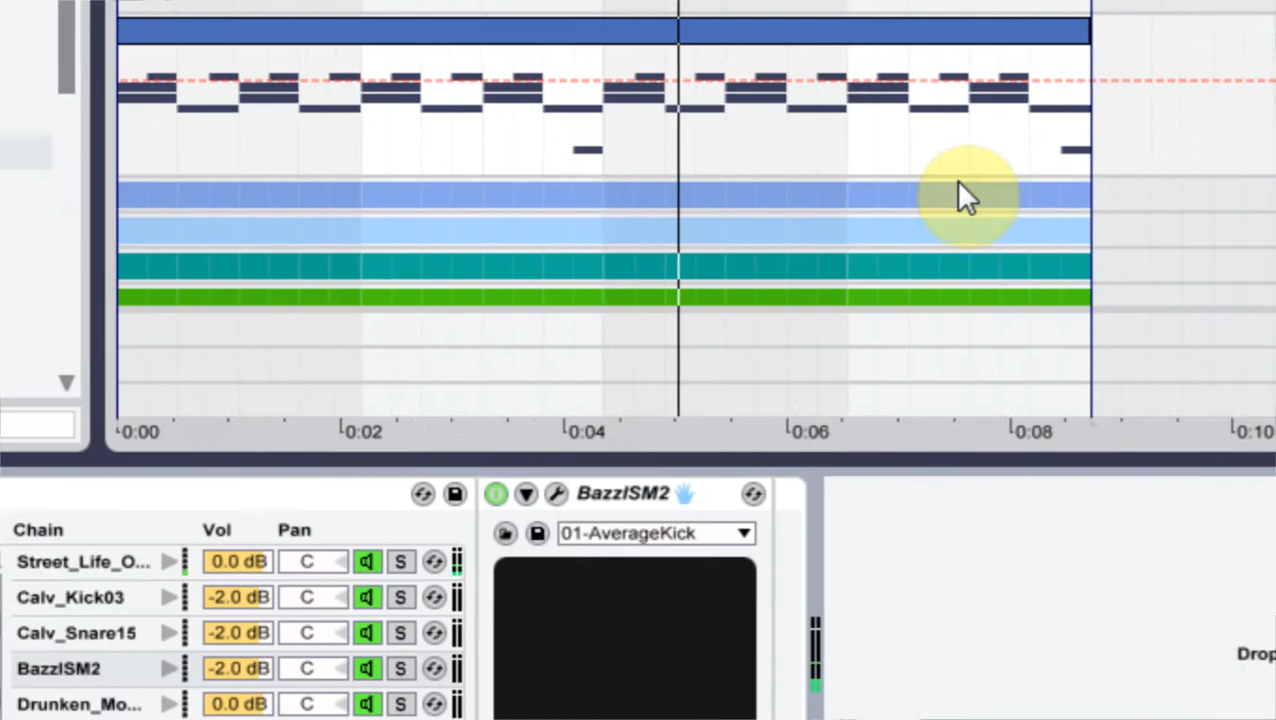 0:00 0:02 0:04 0:06 0:08 0:10
BazzISM2
Chain Vol Pan
01-AverageKick
Street_Life_O... 0.0 dB C S
Calv_Kick03 -2.0 dB C S
Calv_Snare15 -2.0 dB C S
BazzISM2 -2.0 dB C S
Drop
Drunken_Mo... 0.0 dB C S